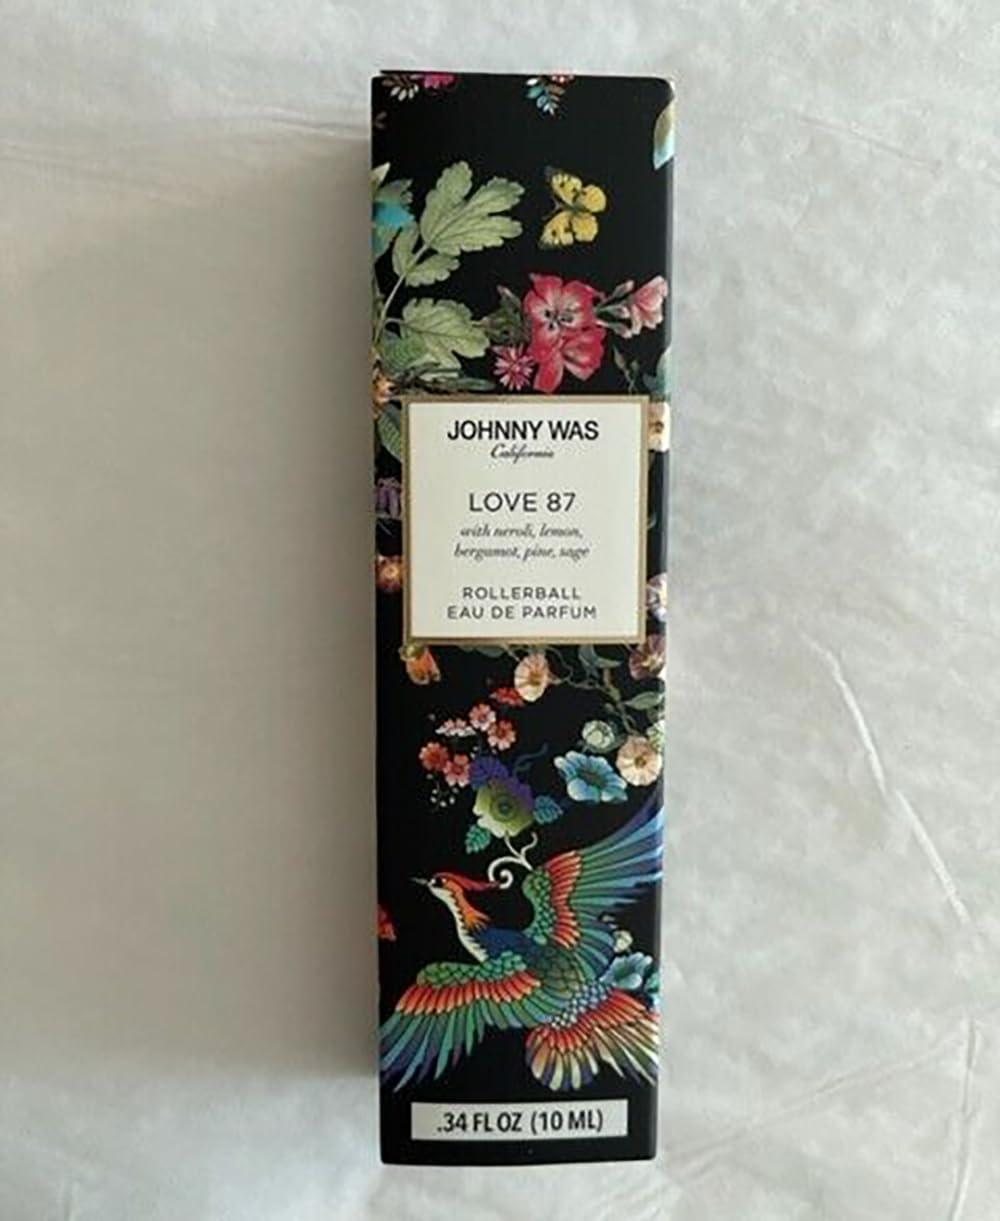 JOHNNY WAS
California
LOVE 87
with neroli, lemon,
bergamot, pine, sage
ROLLERBALL
EAU DE PARFUM
.34 FL OZ (10 ML)